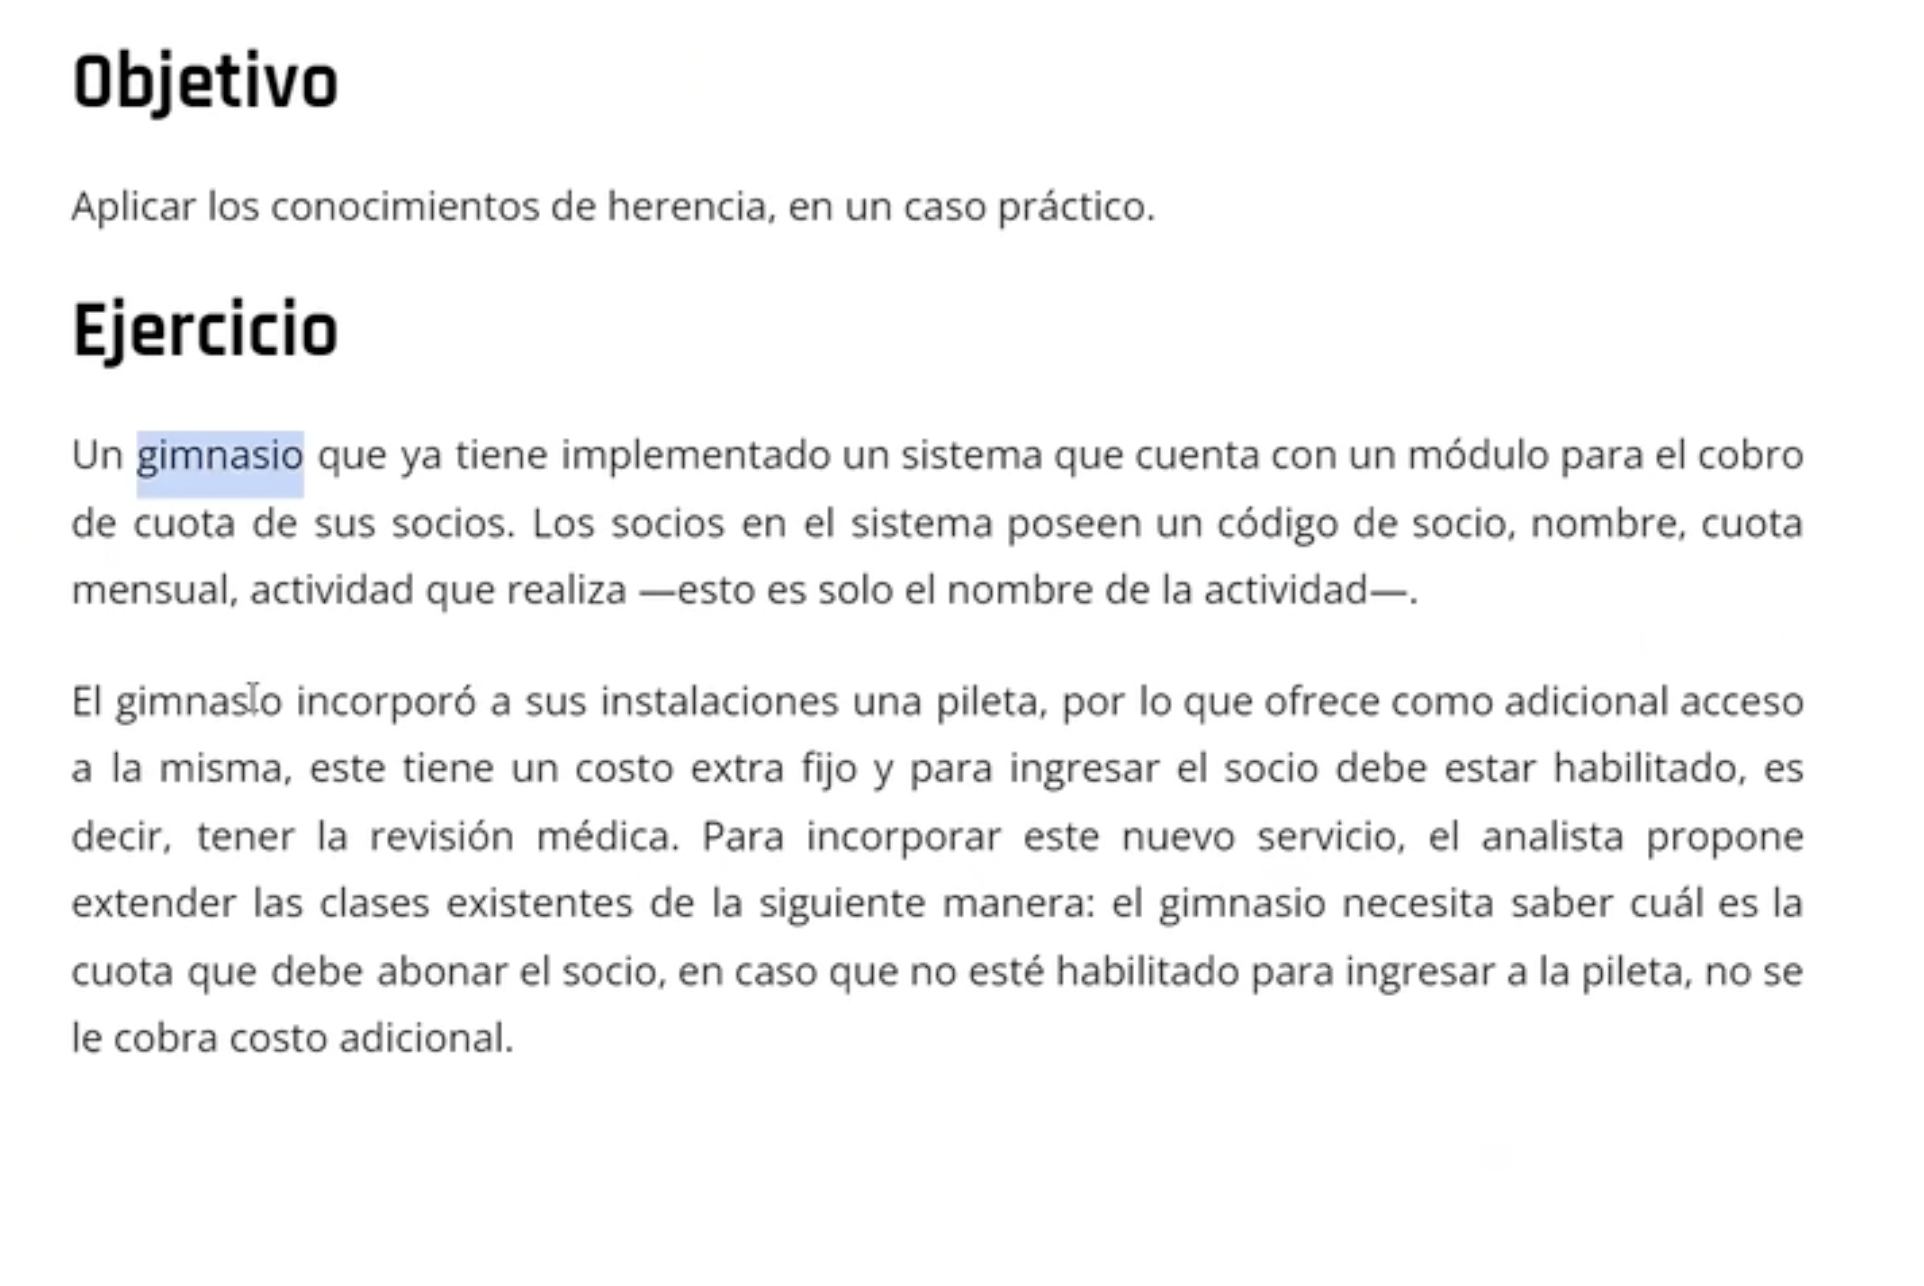 Objetivo
Aplicar los conocimientos de herencia, en un caso práctico.
Ejercicio
Un gimnasio que ya tiene implementado un sistema que cuenta con un módulo para el cobro
de cuota de sus socios. Los socios en el sistema poseen un código de socio, nombre, cuota
mensual, actividad que realiza —esto es solo el nombre de la actividad—.
El gimnasio incorporó a sus instalaciones una pileta, por lo que ofrece como adicional acceso
a la misma, este tiene un costo extra fijo y para ingresar el socio debe estar habilitado, es
decir, tener la revisión médica. Para incorporar este nuevo servicio, el analista propone
extender las clases existentes de la siguiente manera: el gimnasio necesita saber cuál es la
cuota que debe abonar el socio, en caso que no esté habilitado para ingresar a la pileta, no se
le cobra costo adicional.